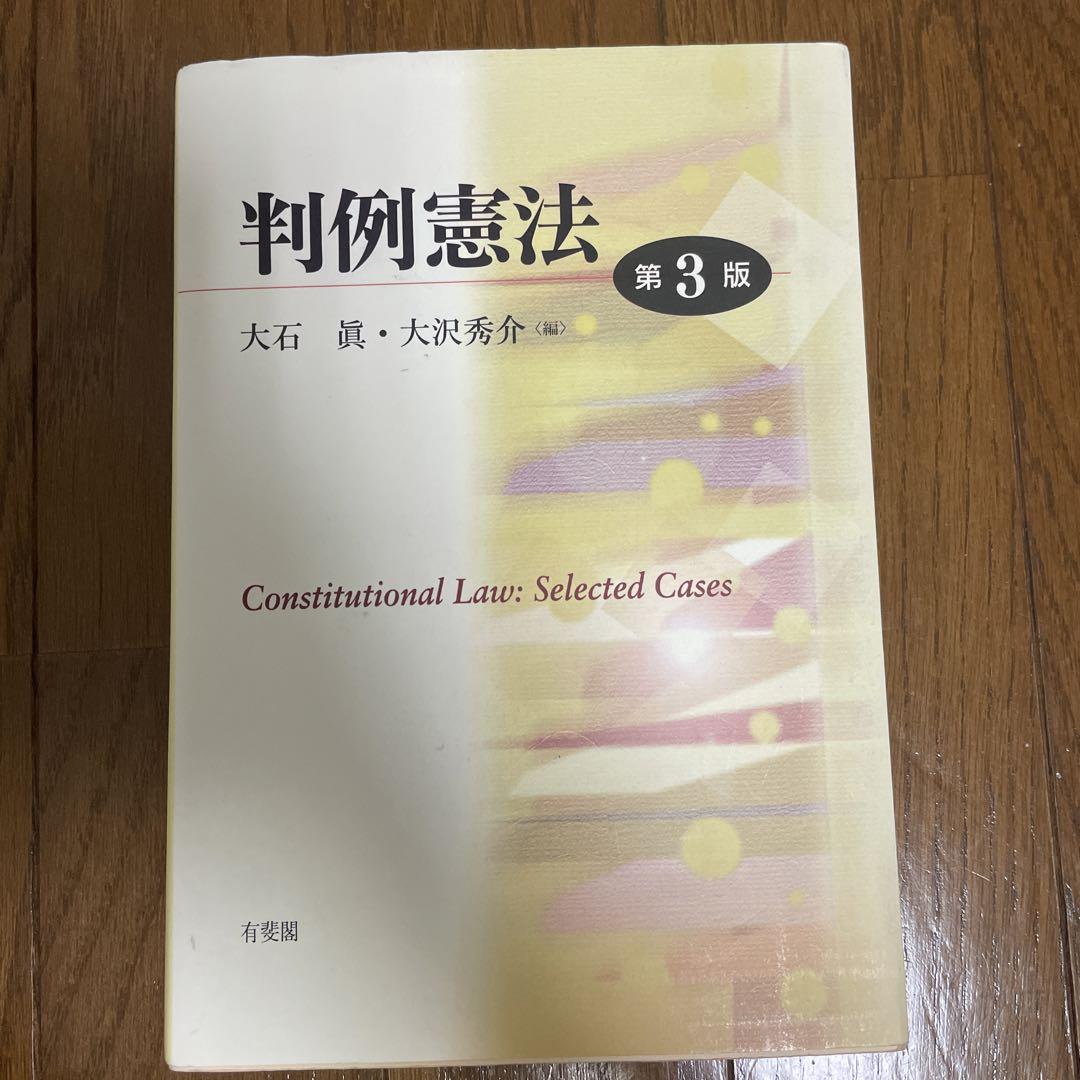 判例憲法
第3版
大石 眞・大沢秀介〈編〉
Constitutional Law: Selected Cases
有斐閣